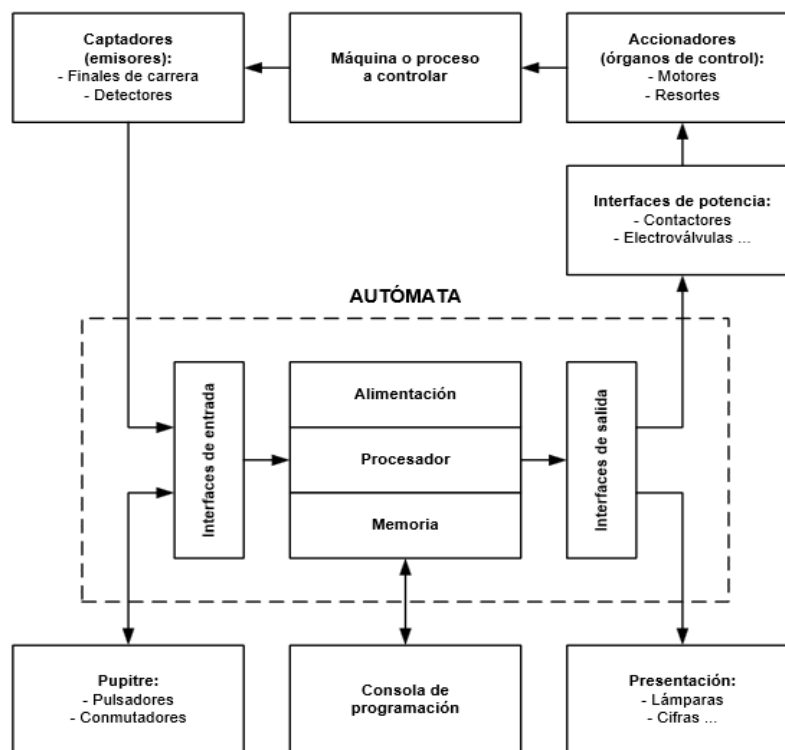 Captadores
(emisores):
- Finales de carrera
- Detectores
Máquina o proceso
a controlar
Accionadores
(órganos de control):
- Motores
- Resortes
Interfaces de potencia:
- Contactores
- Electroválvulas ...
AUTÓMATA
Interfaces de entrada
Alimentación
Procesador
Memoria
Interfaces de salida
Pupitre:
- Pulsadores
- Conmutadores
Consola de
programación
Presentación:
- Lámparas
- Cifras ...